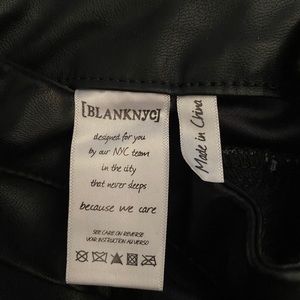 [BLANKNYC]
designed for you
by our NYC team
in the city
that never sleeps
because we care
SEE CARE ON REVERSE
VOIR INSTRUCTION AU VERSO
Made in China